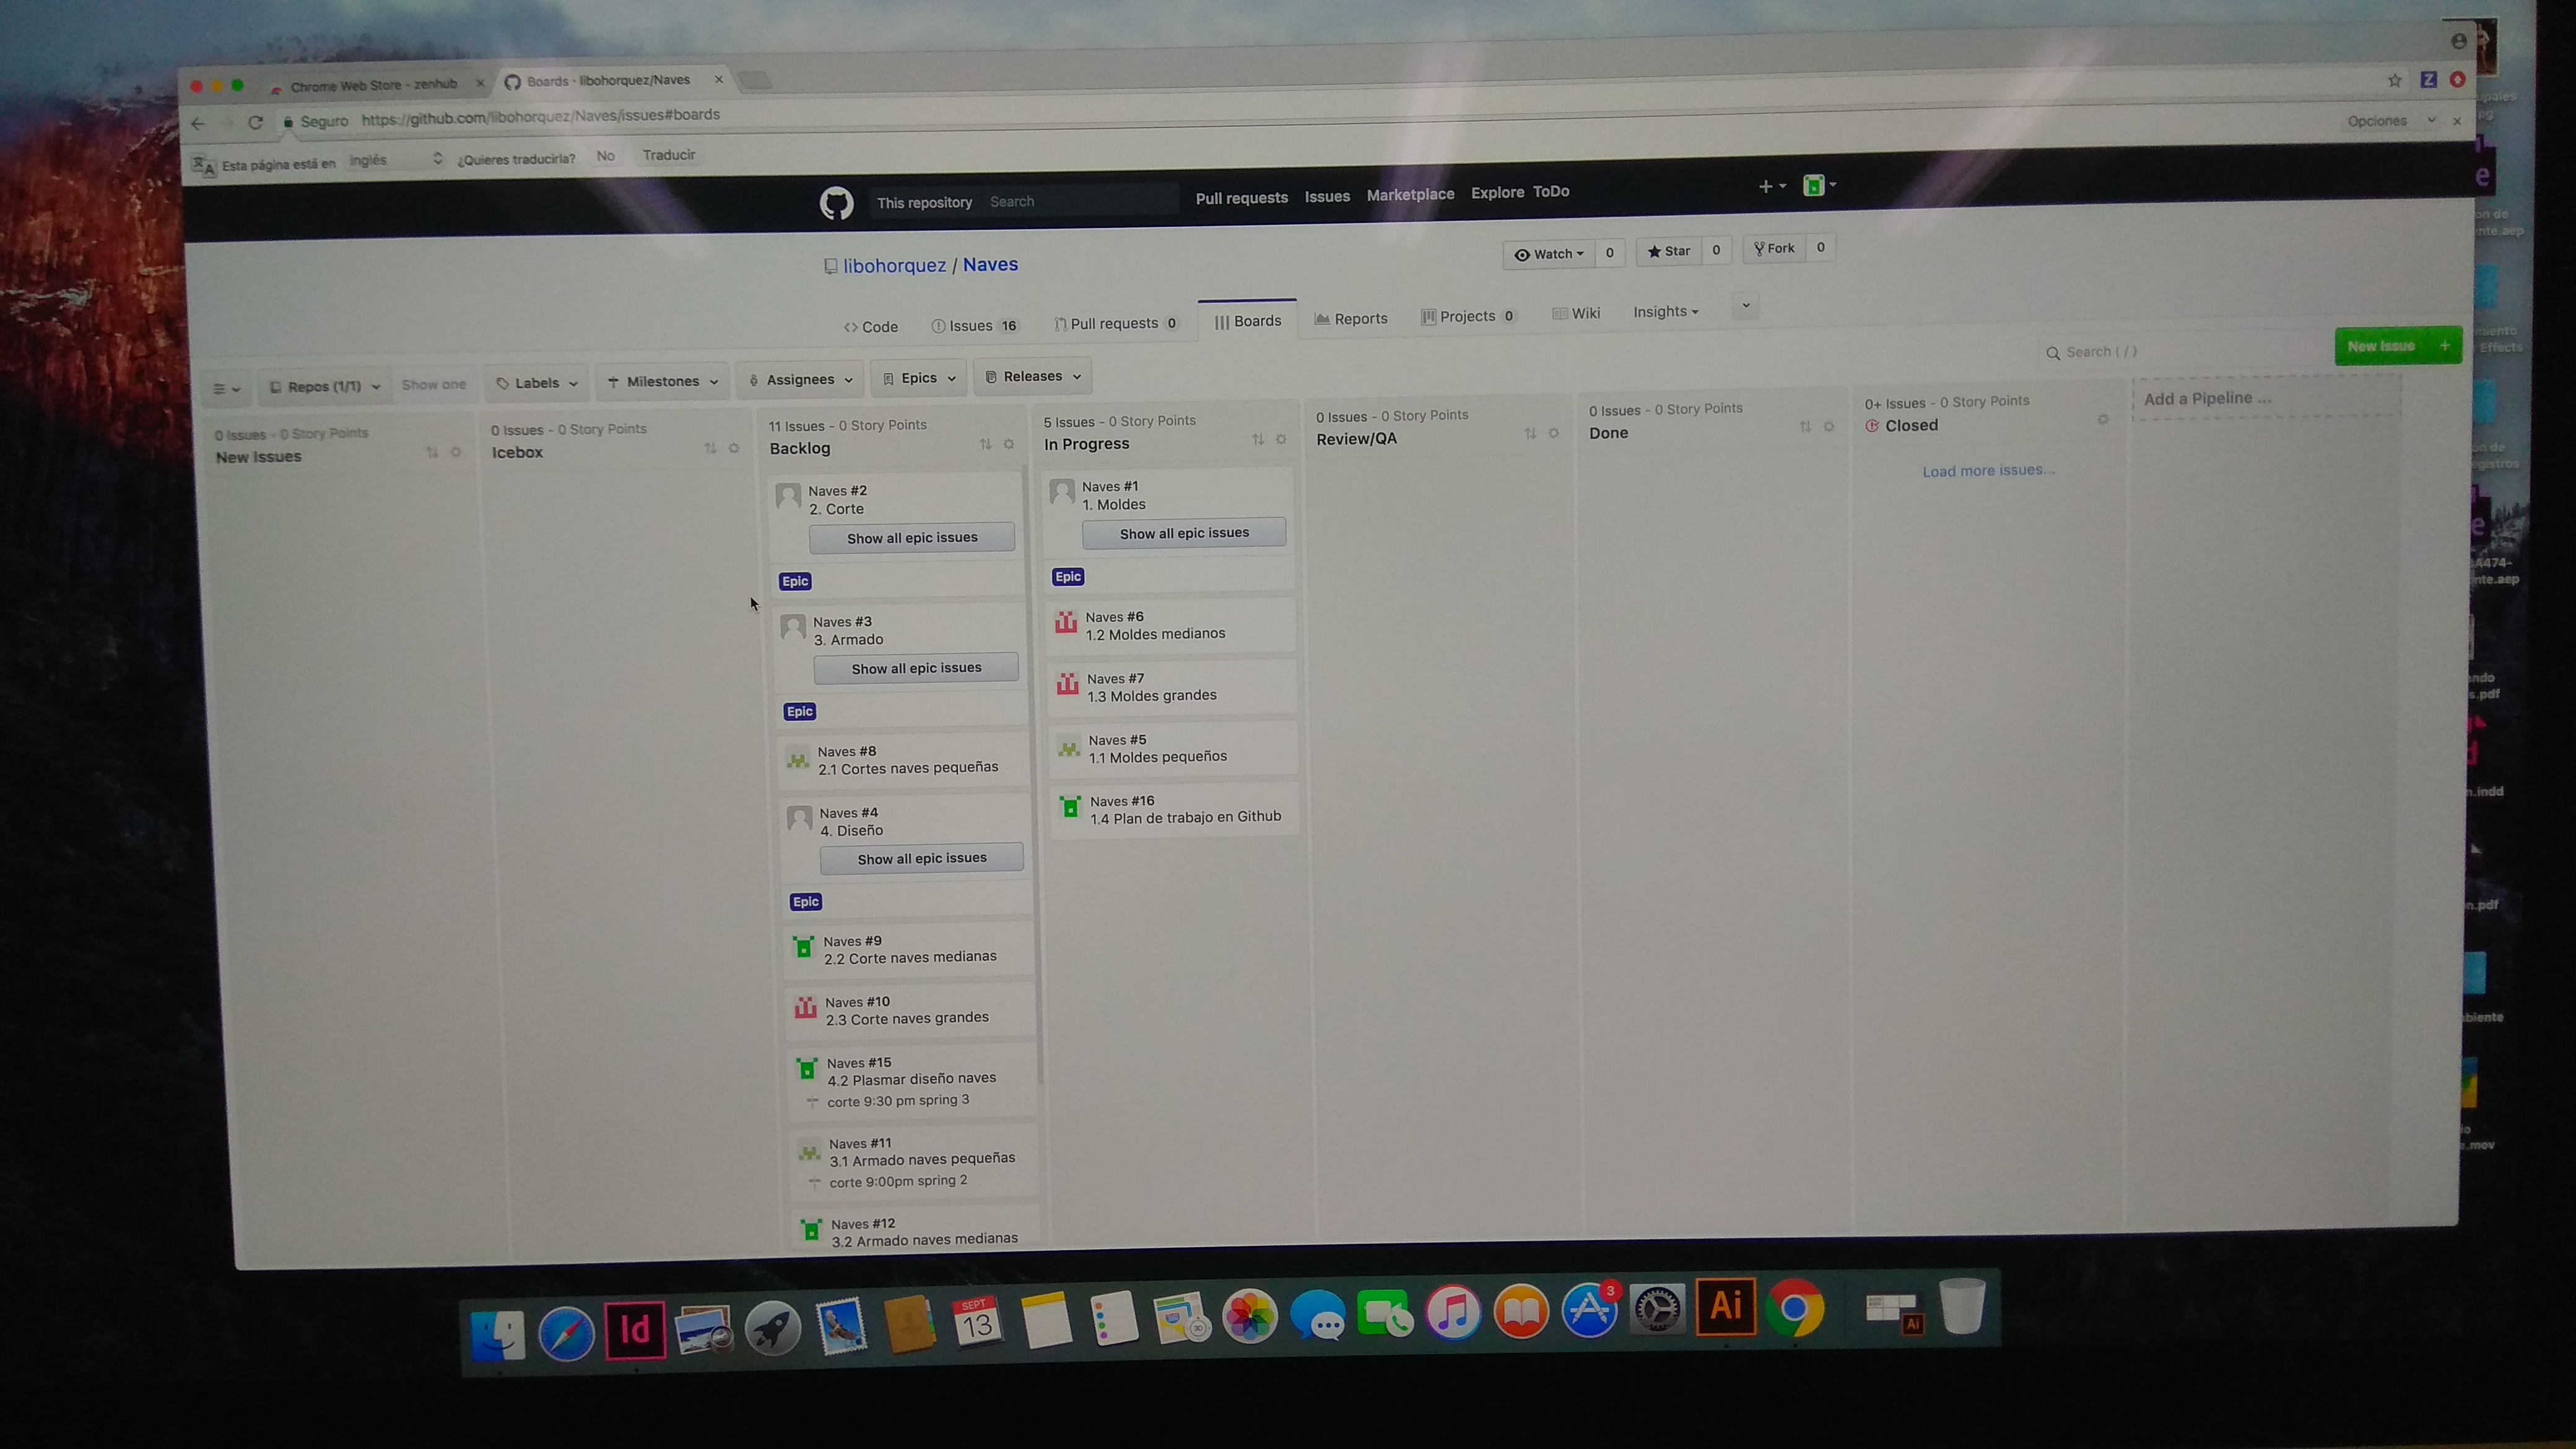 Chrome Web Store - zenhub
Boards · libohorquez/Naves
Seguro https://github.com/libohorquez/Naves/issues#boards
Z
Esta página está en inglés ¿Quieres traducirla? No Traducir
Opciones
This repository Search
Pull requests Issues Marketplace Explore ToDo
libohorquez / Naves
Watch 0 Star 0 Fork 0
Code Issues 16 Pull requests 0 Boards Reports Projects 0 Wiki Insights
Repos (1/1) Show one Labels Milestones Assignees Epics Releases
Search ( / )
New Issue +
0 Issues - 0 Story Points
New Issues
0 Issues - 0 Story Points
Icebox
11 Issues - 0 Story Points
Backlog
Naves #2
2. Corte
Show all epic issues
Epic
Naves #3
3. Armado
Show all epic issues
Epic
Naves #8
2.1 Cortes naves pequeñas
Naves #4
4. Diseño
Show all epic issues
Epic
Naves #9
2.2 Corte naves medianas
Naves #10
2.3 Corte naves grandes
Naves #15
4.2 Plasmar diseño naves
corte 9:30 pm spring 3
Naves #11
3.1 Armado naves pequeñas
corte 9:00pm spring 2
Naves #12
3.2 Armado naves medianas
5 Issues - 0 Story Points
In Progress
Naves #1
1. Moldes
Show all epic issues
Epic
Naves #6
1.2 Moldes medianos
Naves #7
1.3 Moldes grandes
Naves #5
1.1 Moldes pequeños
Naves #16
1.4 Plan de trabajo en Github
0 Issues - 0 Story Points
Review/QA
0 Issues - 0 Story Points
Done
0+ Issues - 0 Story Points
Closed
Load more issues...
Add a Pipeline ...
Effects
Id
SEPT
13
3
Ai
Ai